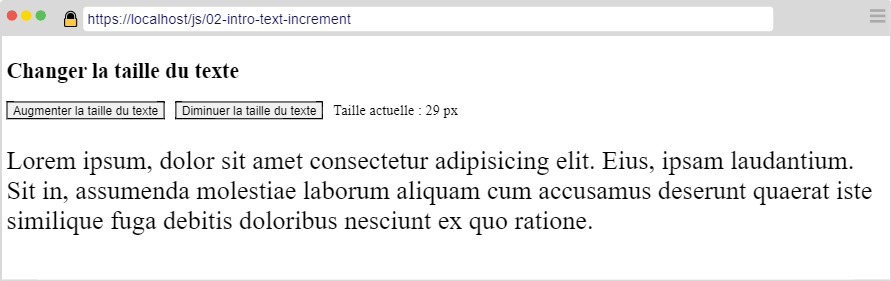 https://localhost/js/02-intro-text-increment
Changer la taille du texte
Augmenter la taille du texte Diminuer la taille du texte Taille actuelle : 29 px
Lorem ipsum, dolor sit amet consectetur adipisicing elit. Eius, ipsam laudantium.
Sit in, assumenda molestiae laborum aliquam cum accusamus deserunt quaerat iste
similique fuga debitis doloribus nesciunt ex quo ratione.